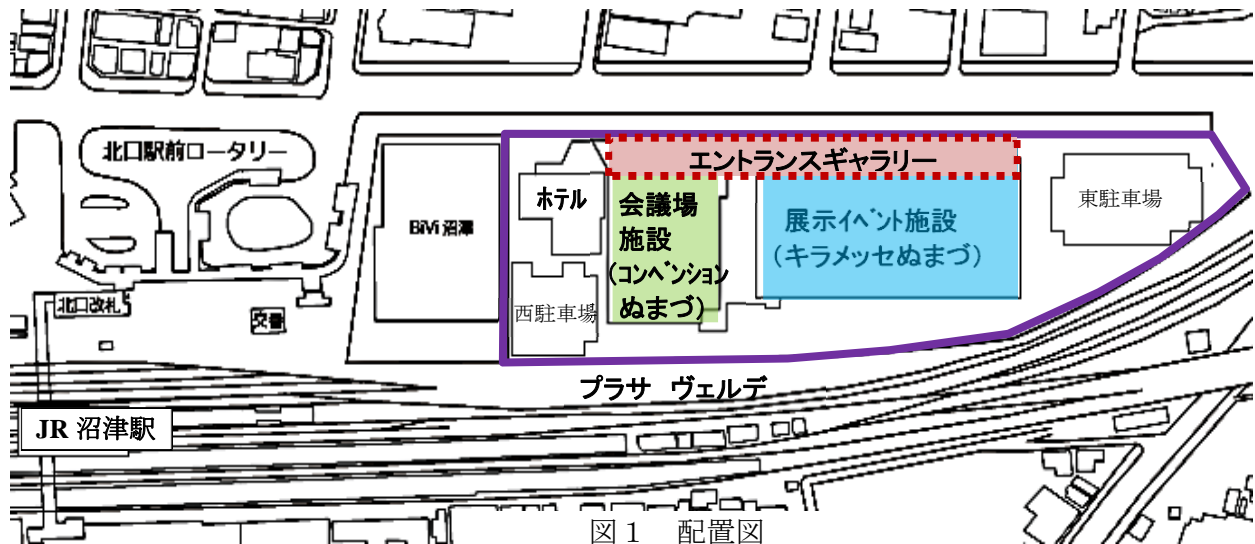 北口駅前ロータリー
エントランスギャラリー
ホテル
会議場
施設
(コンベンション
ぬまづ)
展示イベント施設
(キラメッセぬまづ)
東駐車場
BiVi 沼津
西駐車場
北口改札
交番
プラサ ヴェルデ
JR 沼津駅
図1 配置図